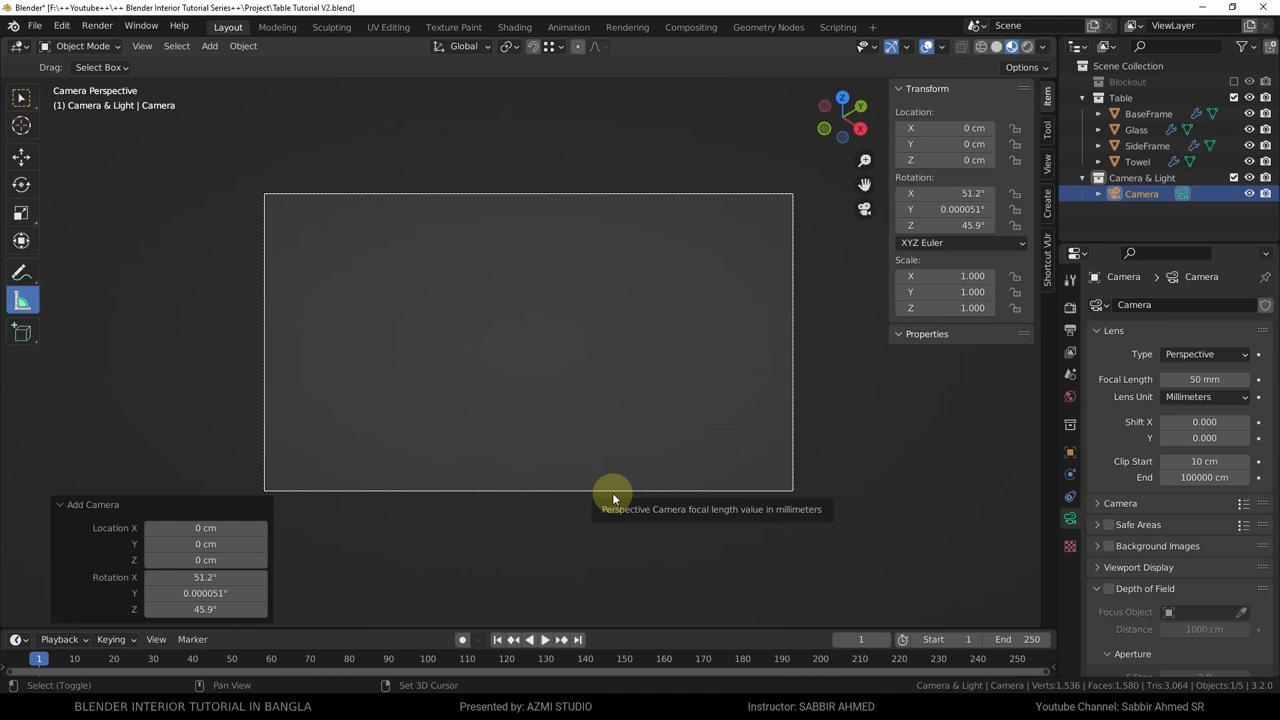 Blender* [F:\++Youtube++\++ Blender Interior Tutorial Series++\Project\Table Tutorial V2.blend]
File Edit Render Window Help Layout Modeling Sculpting UV Editing Texture Paint Shading Animation Rendering Compositing Geometry Nodes Scripting Scene ViewLayer
Object Mode View Select Add Object Global
Drag: Select Box Options
Camera Perspective
(1) Camera & Light | Camera
X
Y
Z
Transform
Location:
X 0 cm
Y 0 cm
Z 0 cm
Rotation:
X 51.2°
Y 0.000051°
Z 45.9°
XYZ Euler
Scale:
X 1.000
Y 1.000
Z 1.000
Properties
Item
Tool
View
Create
Shortcut VUr
Scene Collection
Blockout
Table
BaseFrame
Glass
SideFrame
Towel
Camera & Light
Camera
Camera > Camera
Camera
Lens
Type Perspective
Focal Length 50 mm
Lens Unit Millimeters
Shift X 0.000
Y 0.000
Clip Start 10 cm
End 100000 cm
Camera
Safe Areas
Background Images
Viewport Display
Depth of Field
Focus Object
Distance 1000 cm
Aperture
Perspective Camera focal length value in millimeters
Add Camera
Location X 0 cm
Y 0 cm
Z 0 cm
Rotation X 51.2°
Y 0.000051°
Z 45.9°
Playback Keying View Marker 1 Start 1 End 250
1 10 20 30 40 50 60 70 80 90 100 110 120 130 140 150 160 170 180 190 200 210 220 230 240 250
Select (Toggle) Pan View Set 3D Cursor Camera & Light | Camera | Verts:1,536 | Faces:1,580 | Tris:3,064 | Objects:1/5 | 3.2.0
BLENDER INTERIOR TUTORIAL IN BANGLA Presented by: AZMI STUDIO Instructor: SABBIR AHMED Youtube Channel: Sabbir Ahmed SR